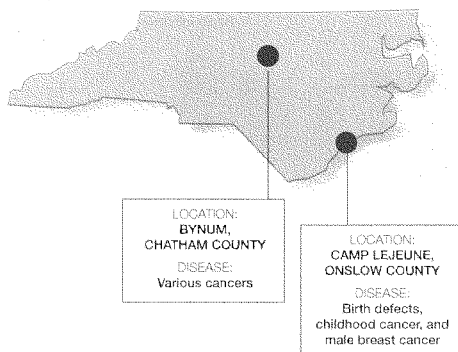 LOCATION:
BYNUM,
CHATHAM COUNTY
DISEASE:
Various cancers
LOCATION:
CAMP LEJEUNE,
ONSLOW COUNTY
DISEASE:
Birth defects,
childhood cancer, and
male breast cancer